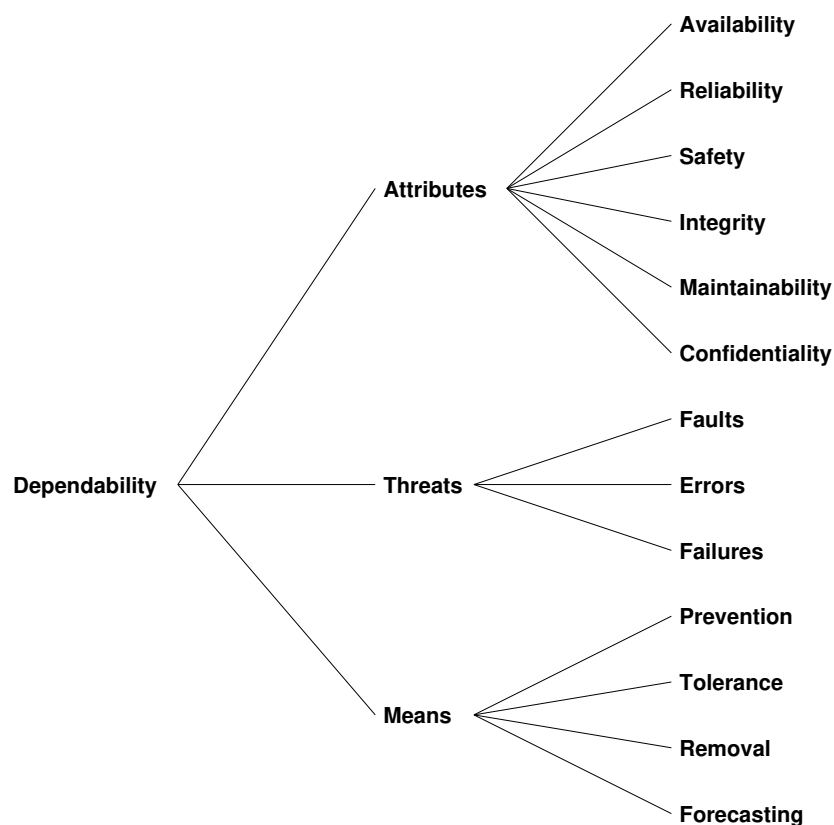 Availability
Reliability
Safety
Attributes
Integrity
Maintainability
Confidentiality
Faults
Dependability
Threats
Errors
Failures
Prevention
Tolerance
Means
Removal
Forecasting